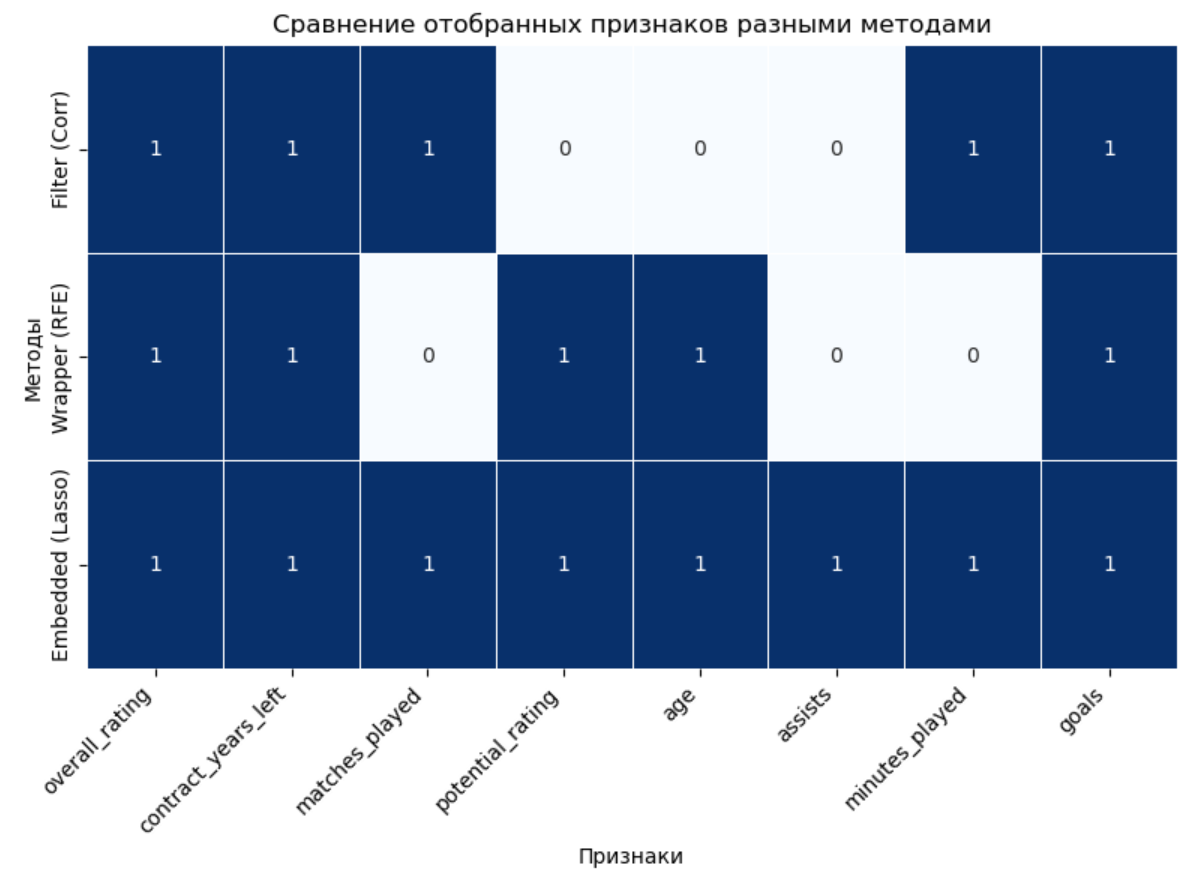 Сравнение отобранных признаков разными методами
Методы
Filter (Corr)
1 1 1 0 0 0 1 1
Wrapper (RFE)
1 1 0 1 1 0 0 1
Embedded (Lasso)
1 1 1 1 1 1 1 1
overall_rating
contract_years_left
matches_played
potential_rating
age
assists
minutes_played
goals
Признаки